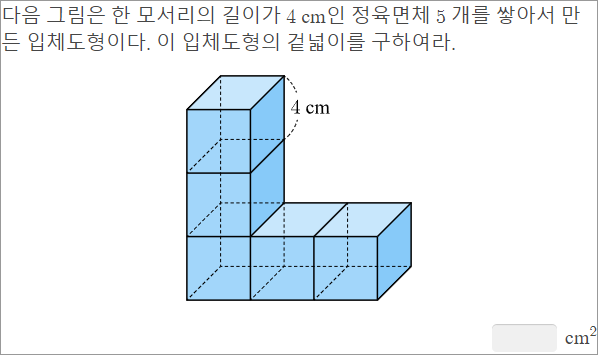 다음 그림은 한 모서리의 길이가 4 cm인 정육면체 5 개를 쌓아서 만
든 입체도형이다. 이 입체도형의 겉넓이를 구하여라.
4 cm
cm²